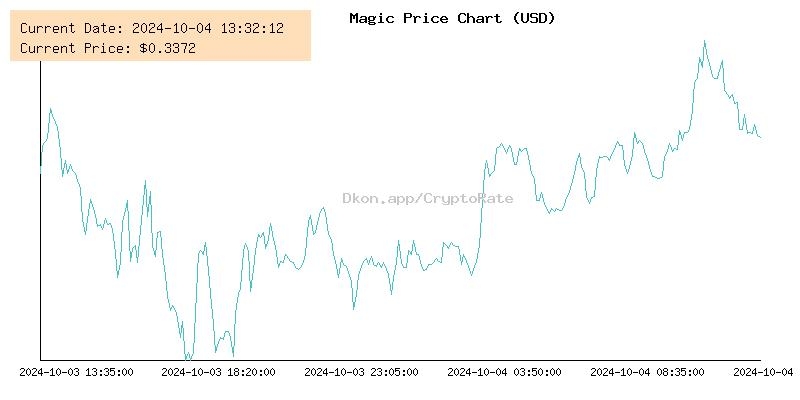 Magic Price Chart (USD)
Current Date: 2024-10-04 13:32:12
Current Price: $0.3372
Dkon.app/CryptoRate
2024-10-03 13:35:00 2024-10-03 18:20:00 2024-10-03 23:05:00 2024-10-04 03:50:00 2024-10-04 08:35:00 2024-10-04